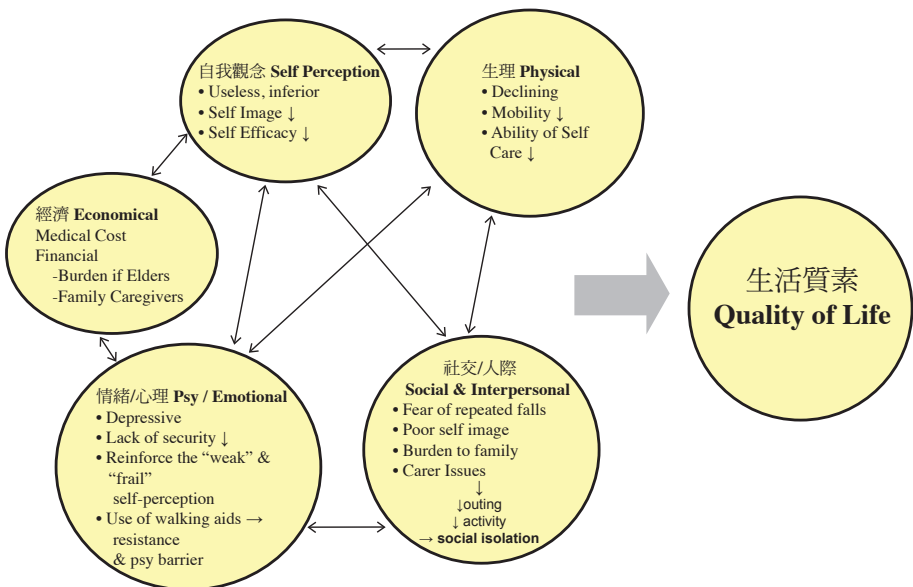 自我觀念 Self Perception
• Useless, inferior
• Self Image ↓
• Self Efficacy ↓
生理 Physical
• Declining
• Mobility ↓
• Ability of Self
Care ↓
經濟 Economical
Medical Cost
Financial
-Burden if Elders
-Family Caregivers
生活質素
Quality of Life
情緒/心理 Psy / Emotional
• Depressive
• Lack of security ↓
• Reinforce the “weak” &
“frail”
self-perception
• Use of walking aids →
resistance
& psy barrier
社交/人際
Social & Interpersonal
• Fear of repeated falls
• Poor self image
• Burden to family
• Carer Issues
↓
↓outing
↓ activity
→ social isolation